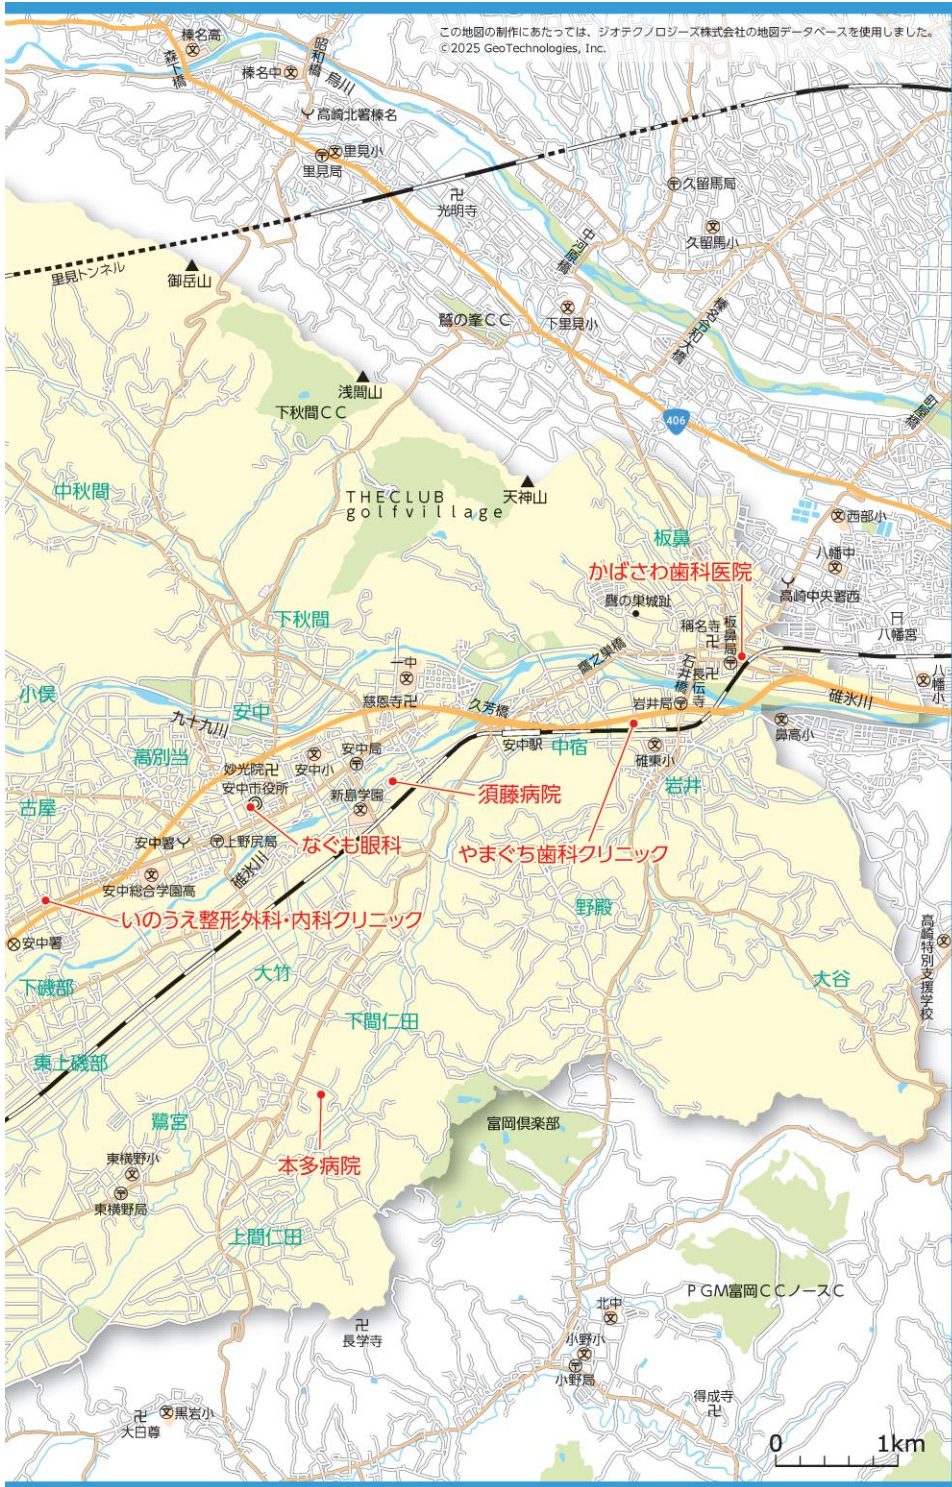 この地図の制作にあたっては、ジオテクノロジーズ株式会社の地図データベースを使用しました。
©2025 GeoTechnologies, Inc.
榛名高
森下橋
昭和橋
烏川
榛名中
高崎北署榛名
里見小
里見局
久留馬局
光明寺
久留馬小
中河原橋
里見トンネル
御岳山
榛名令和大橋
鷲の峯CC
下里見小
浅間山
下秋間CC
町屋橋
406
中秋間
THECLUB
golfvillage
天神山
西部小
板鼻
八幡中
かばさわ歯科医院
高崎中央署西
鷹の巣城趾
八幡宮
下秋間
稱名寺
板鼻局
鷹之巣橋
一中
石井橋
長伝寺
八幡小
小俣
慈恩寺
久芳橋
岩井局
碓氷川
安中
九十九川
鼻高小
安中局
安中駅
中宿
高別当
安中小
碓東小
妙光院
安中市役所
岩井
新島学園
須藤病院
古屋
安中署
上野尻局
なぐも眼科
やまぐち歯科クリニック
碓氷川
安中総合学園高
野殿
いのうえ整形外科・内科クリニック
安中署
高崎特別支援学校
大竹
大谷
下磯部
下間仁田
東上磯部
鷺宮
富岡倶楽部
東横野小
本多病院
東横野局
上間仁田
PGM富岡CCノースC
北中
長学寺
小野小
小野局
得成寺
黒岩小
大日尊
0
1km